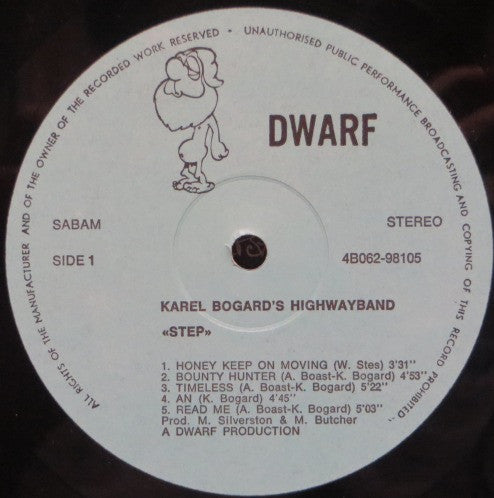 ALL RIGHTS OF THE MANUFACTURER AND OF THE OWNER OF THE RECORDED WORK RESERVED · UNAUTHORISED PUBLIC PERFORMANCE BROADCASTING AND COPYING OF THIS RECORD PROHIBITED
DWARF
SABAM
STEREO
SIDE 1
4B062-98105
KAREL BOGARD'S HIGHWAYBAND
«STEP»
1. HONEY KEEP ON MOVING (W. Stes) 3'31''
2. BOUNTY HUNTER (A. Boast-K. Bogard) 4'53''
3. TIMELESS (A. Boast-K. Bogard) 5'22''
4. AN (K. Bogard) 4'45''
5. READ ME (A. Boast-K. Bogard) 5'03''
Prod. M. Silverston & M. Butcher
A DWARF PRODUCTION